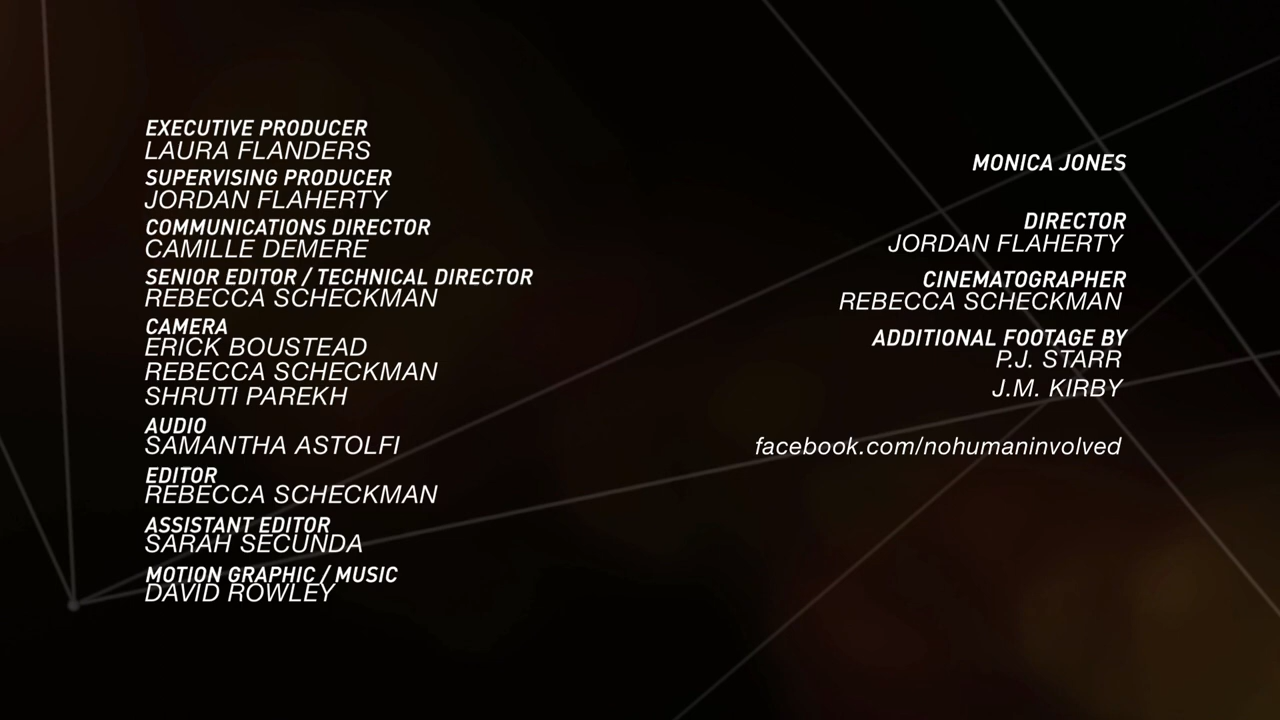 EXECUTIVE PRODUCER
LAURA FLANDERS
SUPERVISING PRODUCER
JORDAN FLAHERTY
COMMUNICATIONS DIRECTOR
CAMILLE DEMERE
SENIOR EDITOR / TECHNICAL DIRECTOR
REBECCA SCHECKMAN
CAMERA
ERICK BOUSTEAD
REBECCA SCHECKMAN
SHRUTI PAREKH
AUDIO
SAMANTHA ASTOLFI
EDITOR
REBECCA SCHECKMAN
ASSISTANT EDITOR
SARAH SECUNDA
MOTION GRAPHIC / MUSIC
DAVID ROWLEY
MONICA JONES
DIRECTOR
JORDAN FLAHERTY
CINEMATOGRAPHER
REBECCA SCHECKMAN
ADDITIONAL FOOTAGE BY
P.J. STARR
J.M. KIRBY
facebook.com/nohumaninvolved